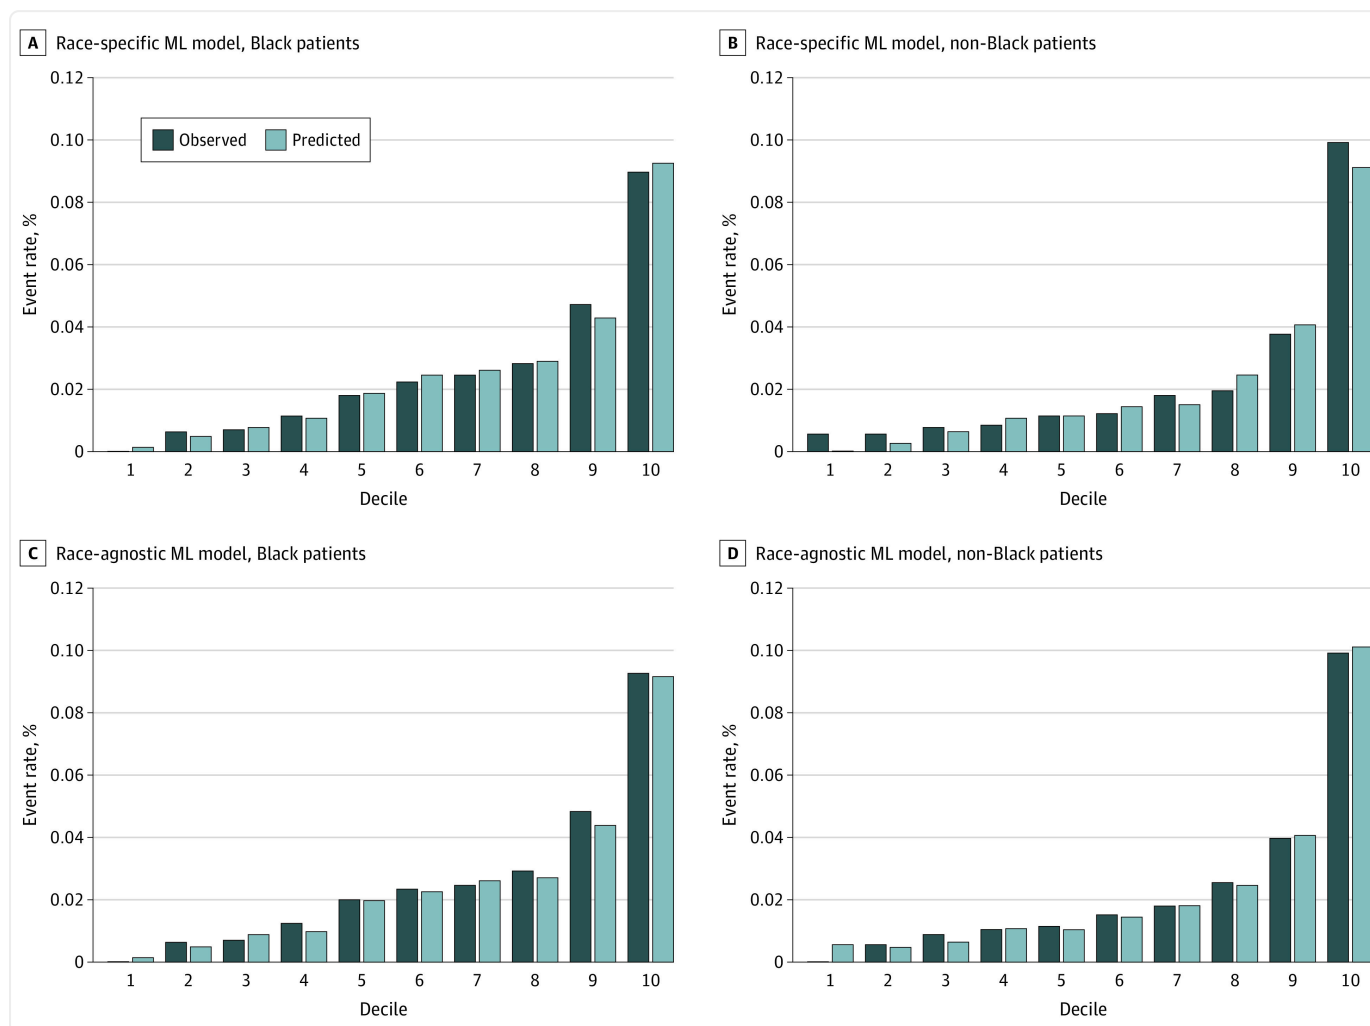 A Race-specific ML model, Black patients
0.12
0.10
0.08
0.06
0.04
0.02
0
Event rate, %
Observed Predicted
1 2 3 4 5 6 7 8 9 10
Decile
B Race-specific ML model, non-Black patients
0.12
0.10
0.08
0.06
0.04
0.02
0
Event rate, %
1 2 3 4 5 6 7 8 9 10
Decile
C Race-agnostic ML model, Black patients
0.12
0.10
0.08
0.06
0.04
0.02
0
Event rate, %
1 2 3 4 5 6 7 8 9 10
Decile
D Race-agnostic ML model, non-Black patients
0.12
0.10
0.08
0.06
0.04
0.02
0
Event rate, %
1 2 3 4 5 6 7 8 9 10
Decile